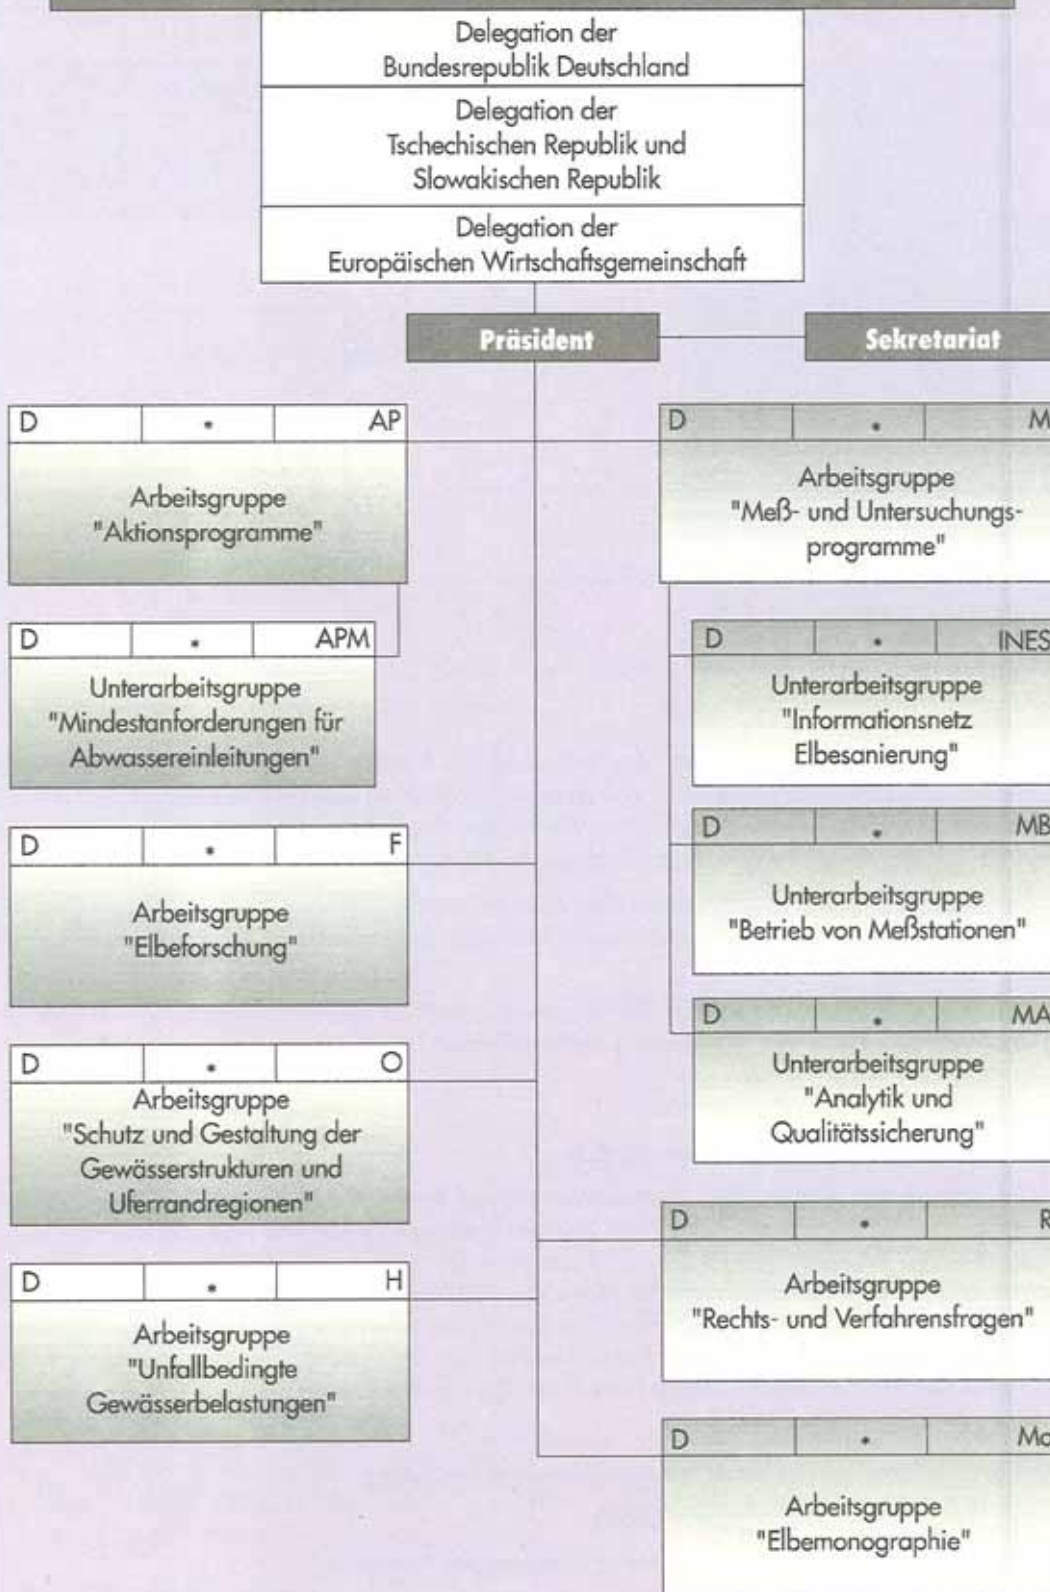 Delegation der
Bundesrepublik Deutschland
Delegation der
Tschechischen Republik und
Slowakischen Republik
Delegation der
Europäischen Wirtschaftsgemeinschaft
Präsident
Sekretariat
D * AP
Arbeitsgruppe
"Aktionsprogramme"
D * APM
Unterarbeitsgruppe
"Mindestanforderungen für
Abwassereinleitungen"
D * F
Arbeitsgruppe
"Elbeforschung"
D * O
Arbeitsgruppe
"Schutz und Gestaltung der
Gewässerstrukturen und
Uferrandregionen"
D * H
Arbeitsgruppe
"Unfallbedingte
Gewässerbelastungen"
D * M
Arbeitsgruppe
"Meß- und Untersuchungs-
programme"
D * INES
Unterarbeitsgruppe
"Informationsnetz
Elbesanierung"
D * MB
Unterarbeitsgruppe
"Betrieb von Meßstationen"
D * MA
Unterarbeitsgruppe
"Analytik und
Qualitätssicherung"
D * R
Arbeitsgruppe
"Rechts- und Verfahrensfragen"
D * Mo
Arbeitsgruppe
"Elbemonographie"